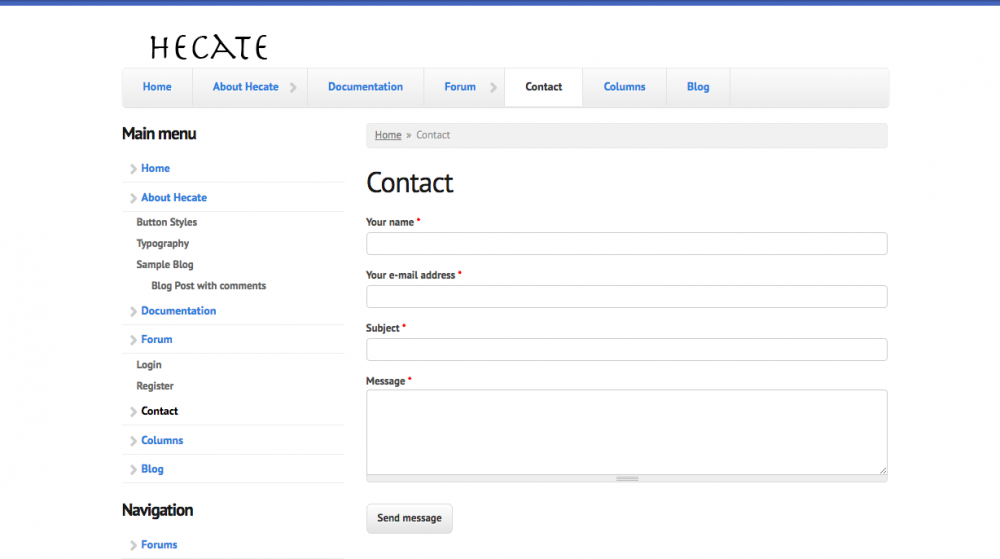 HECATE
Home About Hecate Documentation Forum Contact Columns Blog
Main menu
Home
About Hecate
Button Styles
Typography
Sample Blog
Blog Post with comments
Documentation
Forum
Login
Register
Contact
Columns
Blog
Navigation
Forums
Home » Contact
Contact
Your name *
Your e-mail address *
Subject *
Message *
Send message